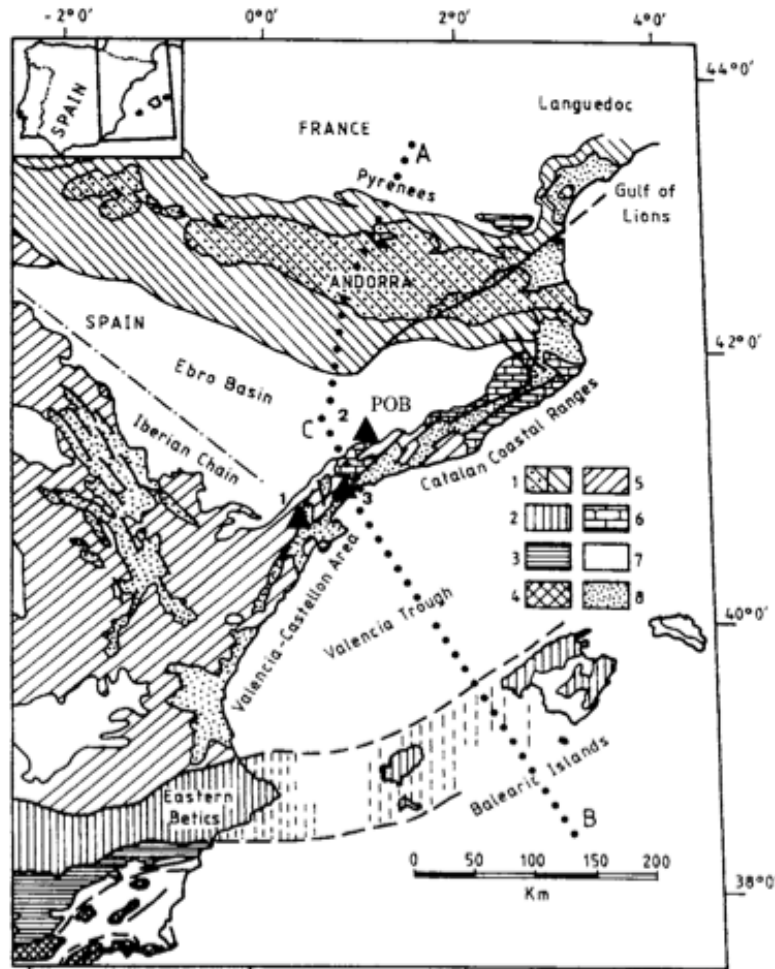 - 2°0' 0°0' 2°0' 4°0'
44°0'
SPAIN
Languedoc
FRANCE
A
Pyrenees
Gulf of
Lions
ANDORRA
SPAIN
42°0'
Ebro Basin
2 POB
C
Iberian Chain
Catalan Coastal Ranges
1 3
1 5
2 6
3 7
4 8
Valencia-Castellon Area
Valencia Trough
40°0'
Balearic Islands
Eastern
Betics
B
0 50 100 150 200
Km
38°0'